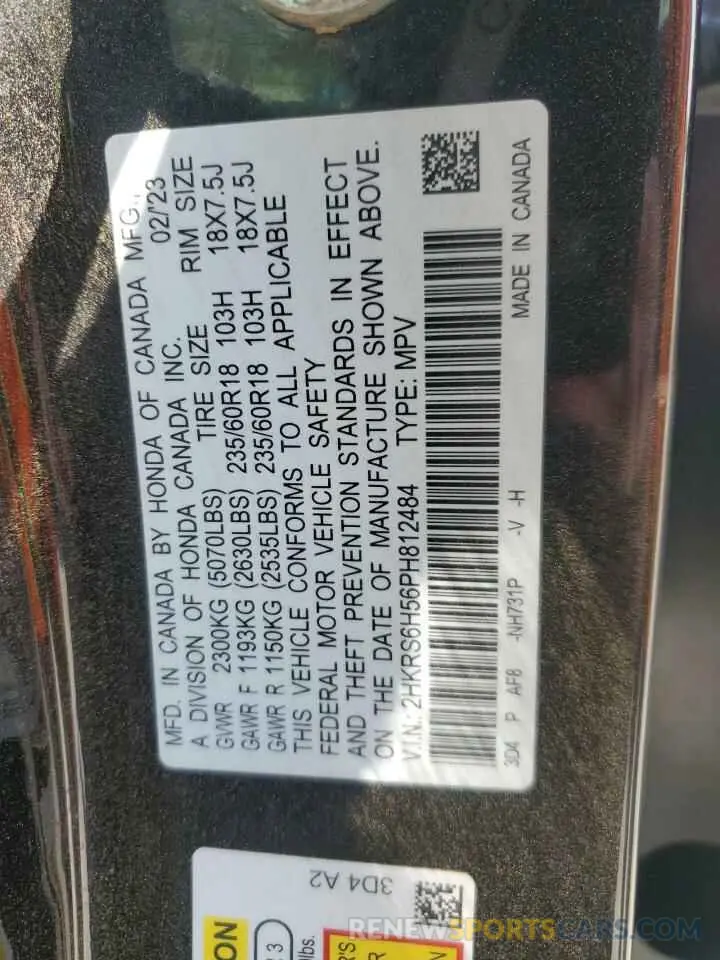 MFD. IN CANADA BY HONDA OF CANADA MFG.,
A DIVISION OF HONDA CANADA INC. 02/23
GVWR 2300KG (5070LBS) TIRE SIZE RIM SIZE
GAWR F 1193KG (2630LBS) 235/60R18 103H 18X7.5J
GAWR R 1150KG (2535LBS) 235/60R18 103H 18X7.5J
THIS VEHICLE CONFORMS TO ALL APPLICABLE
FEDERAL MOTOR VEHICLE SAFETY
AND THEFT PREVENTION STANDARDS IN EFFECT
ON THE DATE OF MANUFACTURE SHOWN ABOVE.
V.I.N.: 2HKRS6H56PH812484 TYPE: MPV
3D4 P AF8 -NH731P -V -H MADE IN CANADA
3D4 A2
ON
3
lbs.
R'S
R
N
RENEWSPORTSCARS.COM